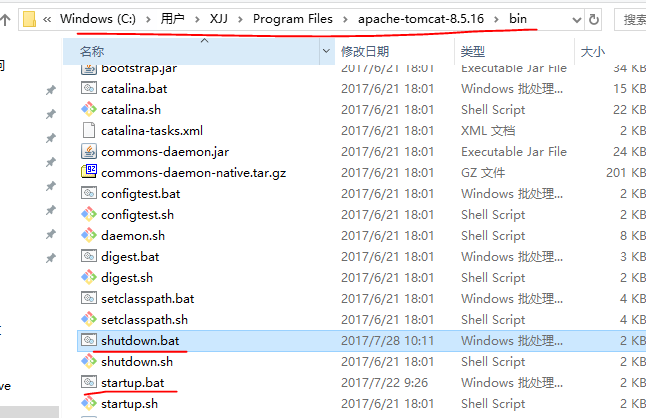 « Windows (C:) › 用户 › XJJ › Program Files › apache-tomcat-8.5.16 › bin 搜索
名称 修改日期 类型 大小
bootstrap.jar 2017/6/21 18:01 Executable Jar File 34 KB
catalina.bat 2017/6/21 18:01 Windows 批处理... 15 KB
catalina.sh 2017/6/21 18:01 Shell Script 22 KB
catalina-tasks.xml 2017/6/21 18:01 XML 文档 2 KB
commons-daemon.jar 2017/6/21 18:01 Executable Jar File 24 KB
commons-daemon-native.tar.gz 2017/6/21 18:01 GZ 文件 201 KB
configtest.bat 2017/6/21 18:01 Windows 批处理... 2 KB
configtest.sh 2017/6/21 18:01 Shell Script 2 KB
daemon.sh 2017/6/21 18:01 Shell Script 8 KB
digest.bat 2017/6/21 18:01 Windows 批处理... 3 KB
digest.sh 2017/6/21 18:01 Shell Script 2 KB
setclasspath.bat 2017/6/21 18:01 Windows 批处理... 4 KB
setclasspath.sh 2017/6/21 18:01 Shell Script 4 KB
shutdown.bat 2017/7/28 10:11 Windows 批处理... 2 KB
shutdown.sh 2017/6/21 18:01 Shell Script 2 KB
startup.bat 2017/7/22 9:26 Windows 批处理... 2 KB
startup.sh 2017/6/21 18:01 Shell Script 2 KB